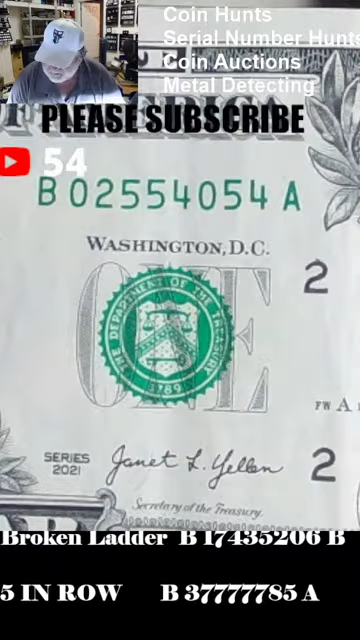 Coin Hunts
Serial Number Hunts
Coin Auctions
Metal Detecting
F AMERICA
PLEASE SUBSCRIBE
54
B 02554054 A
WASHINGTON, D.C.
2
ONE
THE DEPARTMENT OF THE TREASURY
1789
FW A
SERIES
2021
Janet L. Yellen
2
Secretary of the Treasury.
Broken Ladder B 17435206 B
5 IN ROW B 37777785 A